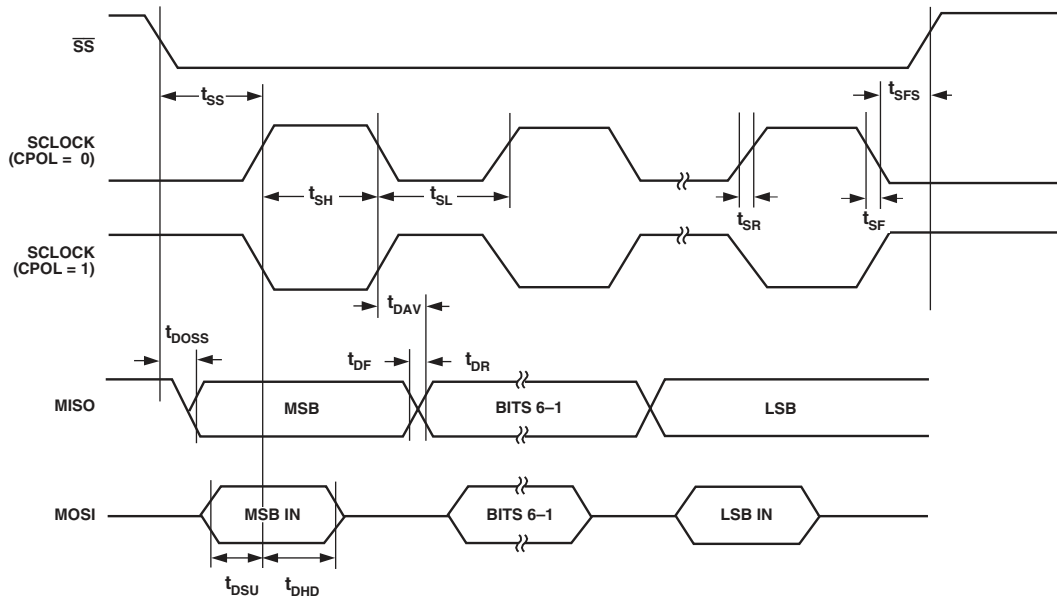 SS
tSS
tSFS
SCLOCK
(CPOL = 0)
tSH
tSL
tSR
tSF
SCLOCK
(CPOL = 1)
tDAV
tDOSS
tDF
tDR
MISO
MSB
BITS 6–1
LSB
MOSI
MSB IN
BITS 6–1
LSB IN
tDSU
tDHD